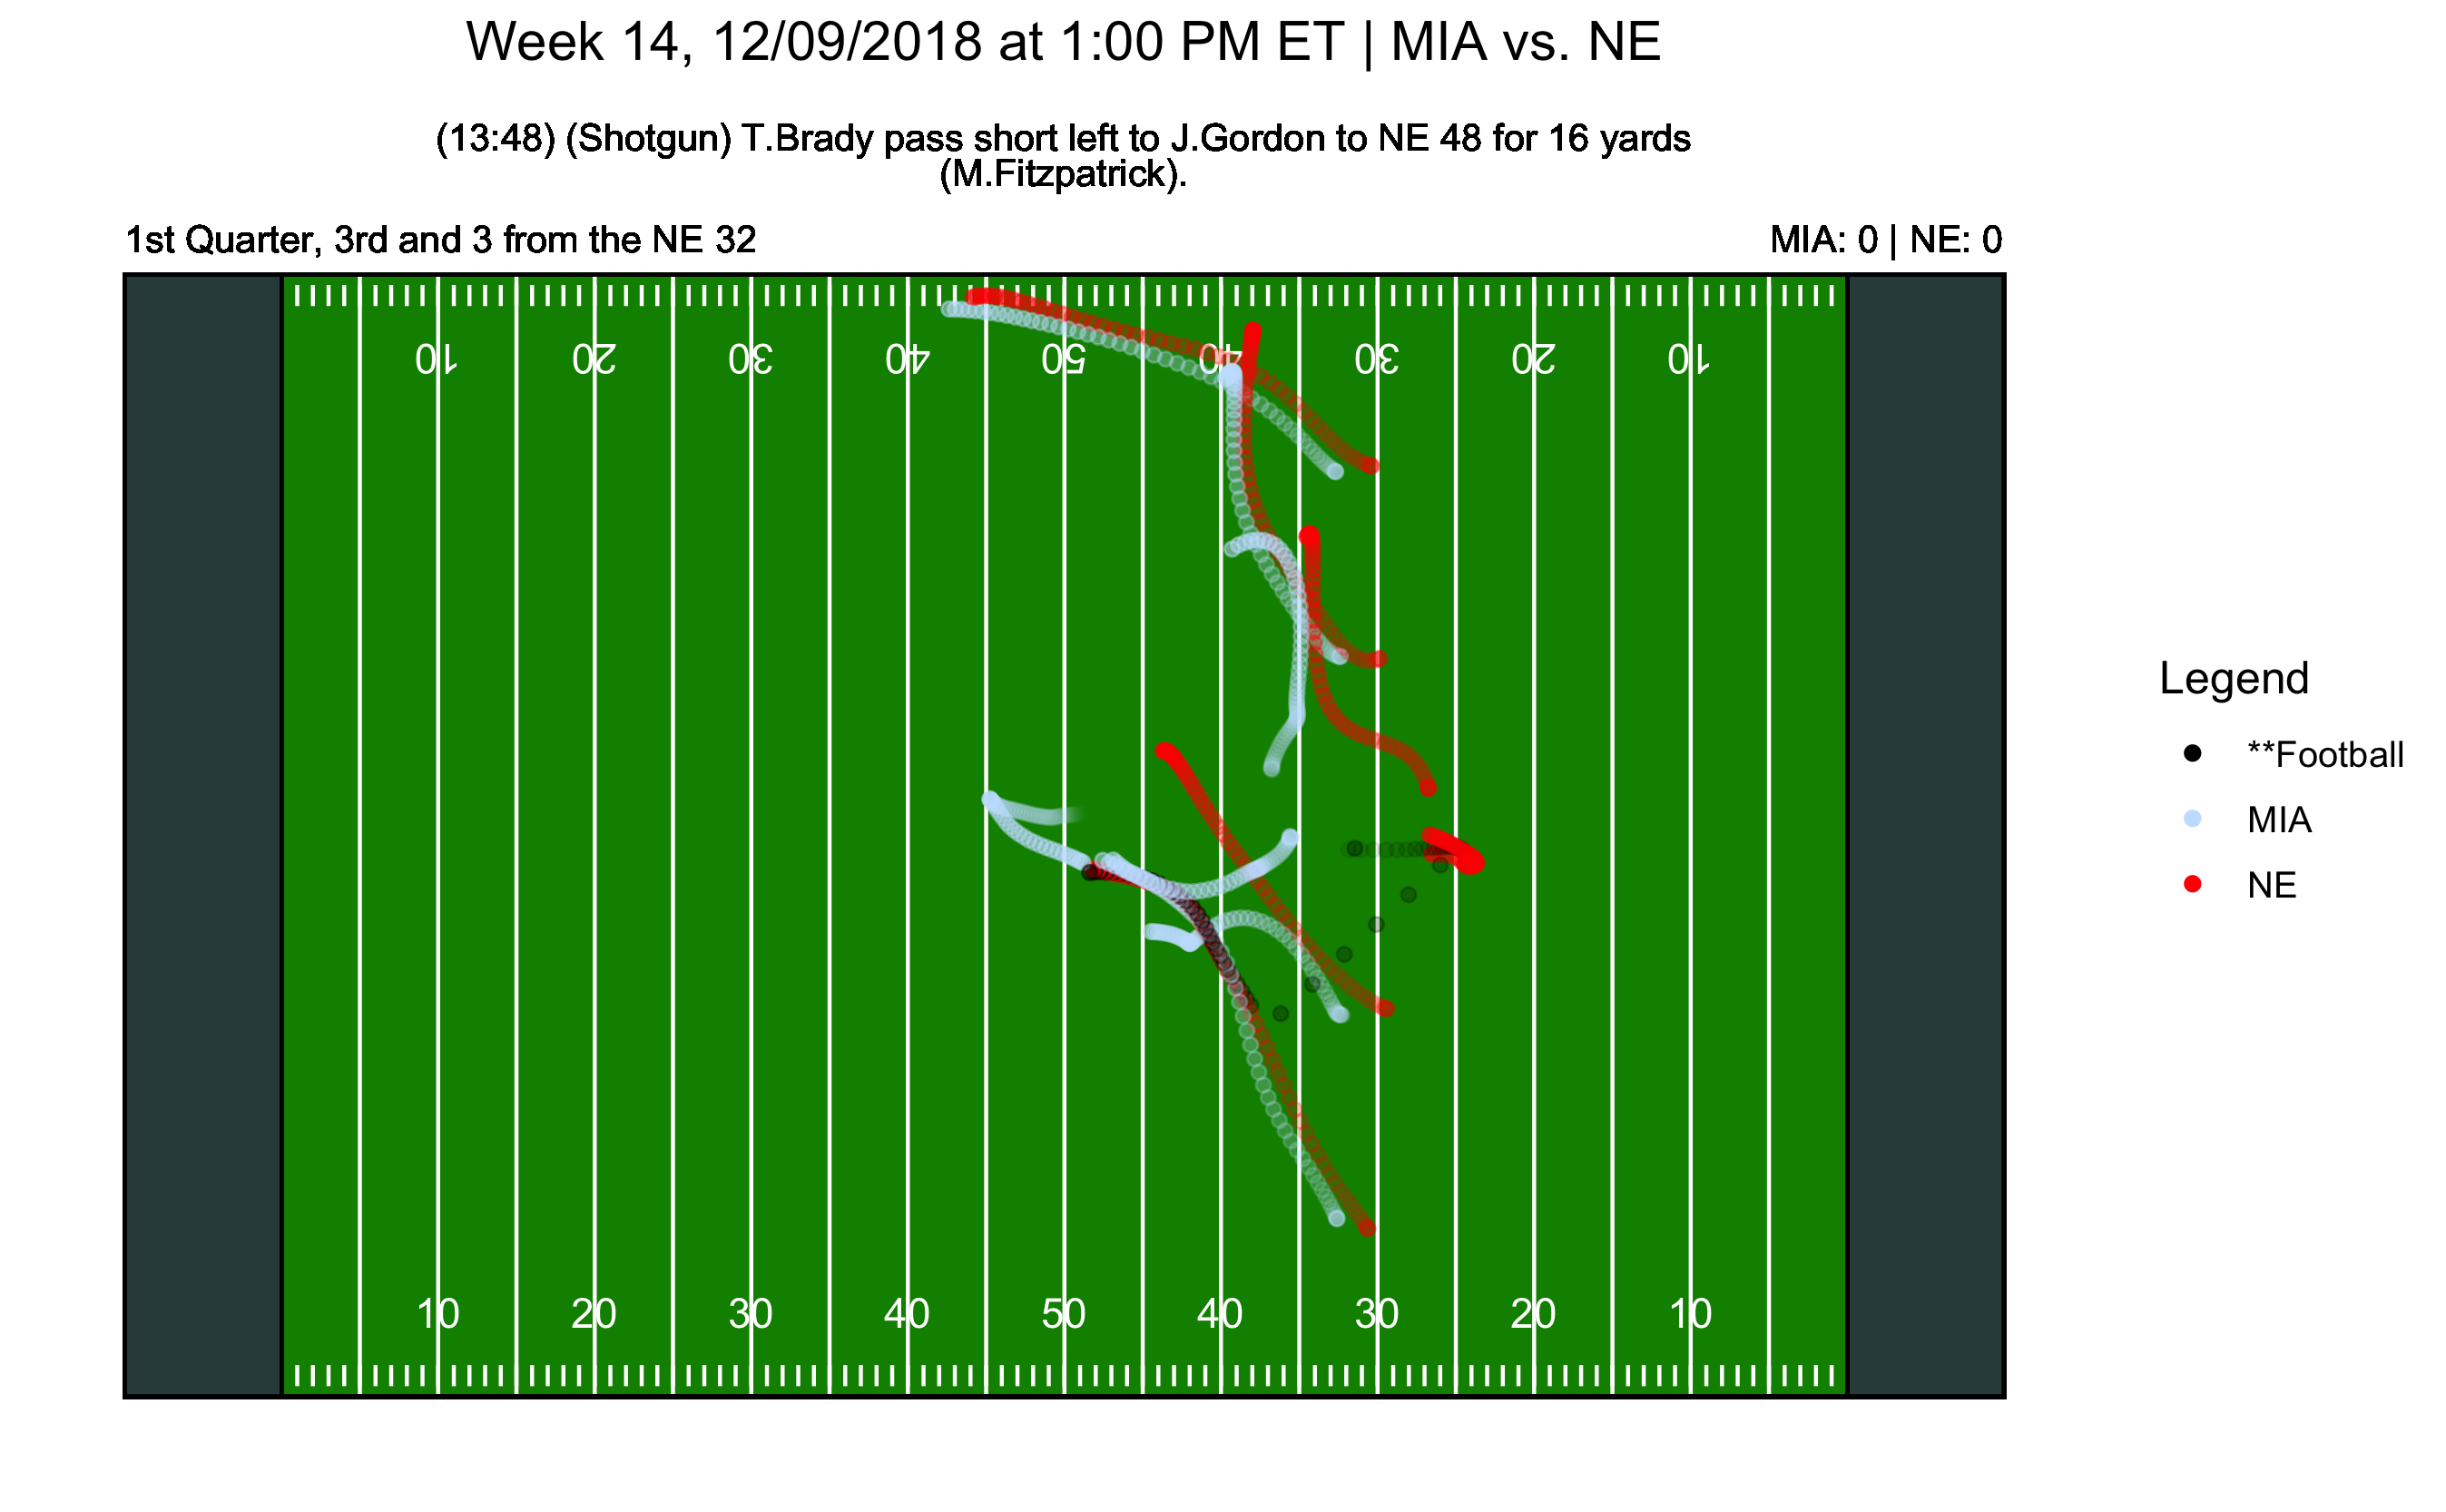 Week 14, 12/09/2018 at 1:00 PM ET | MIA vs. NE
(13:48) (Shotgun) T.Brady pass short left to J.Gordon to NE 48 for 16 yards
(M.Fitzpatrick).
1st Quarter, 3rd and 3 from the NE 32
MIA: 0 | NE: 0
10 20 30 40 50 40 30 20 10
Legend
**Football
MIA
NE
10 20 30 40 50 40 30 20 10